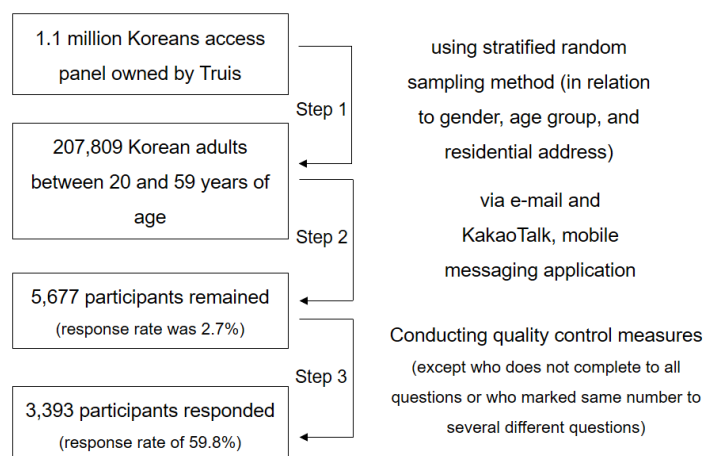 1.1 million Koreans access
panel owned by Truis
using stratified random
sampling method (in relation
to gender, age group, and
residential address)
Step 1
207,809 Korean adults
between 20 and 59 years of
age
via e-mail and
KakaoTalk, mobile
messaging application
Step 2
5,677 participants remained
(response rate was 2.7%)
Conducting quality control measures
(except who does not complete to all
questions or who marked same number to
several different questions)
Step 3
3,393 participants responded
(response rate of 59.8%)